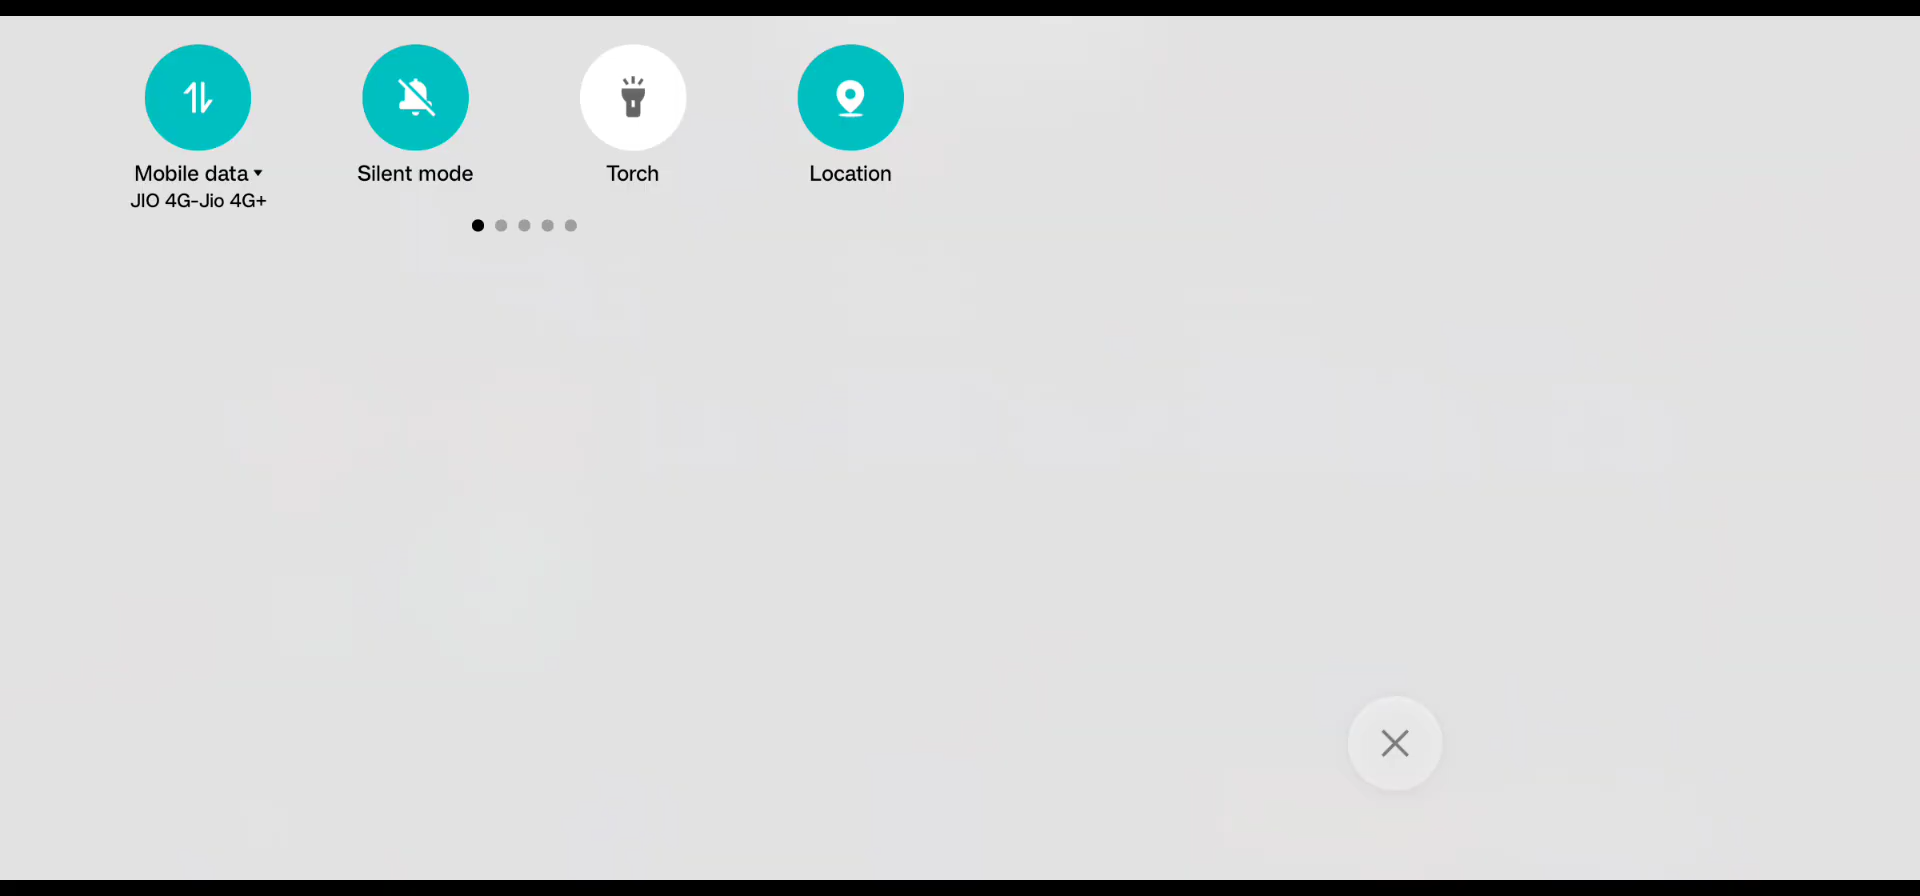 Mobile data
JIO 4G-Jio 4G+
Silent mode
Torch
Location